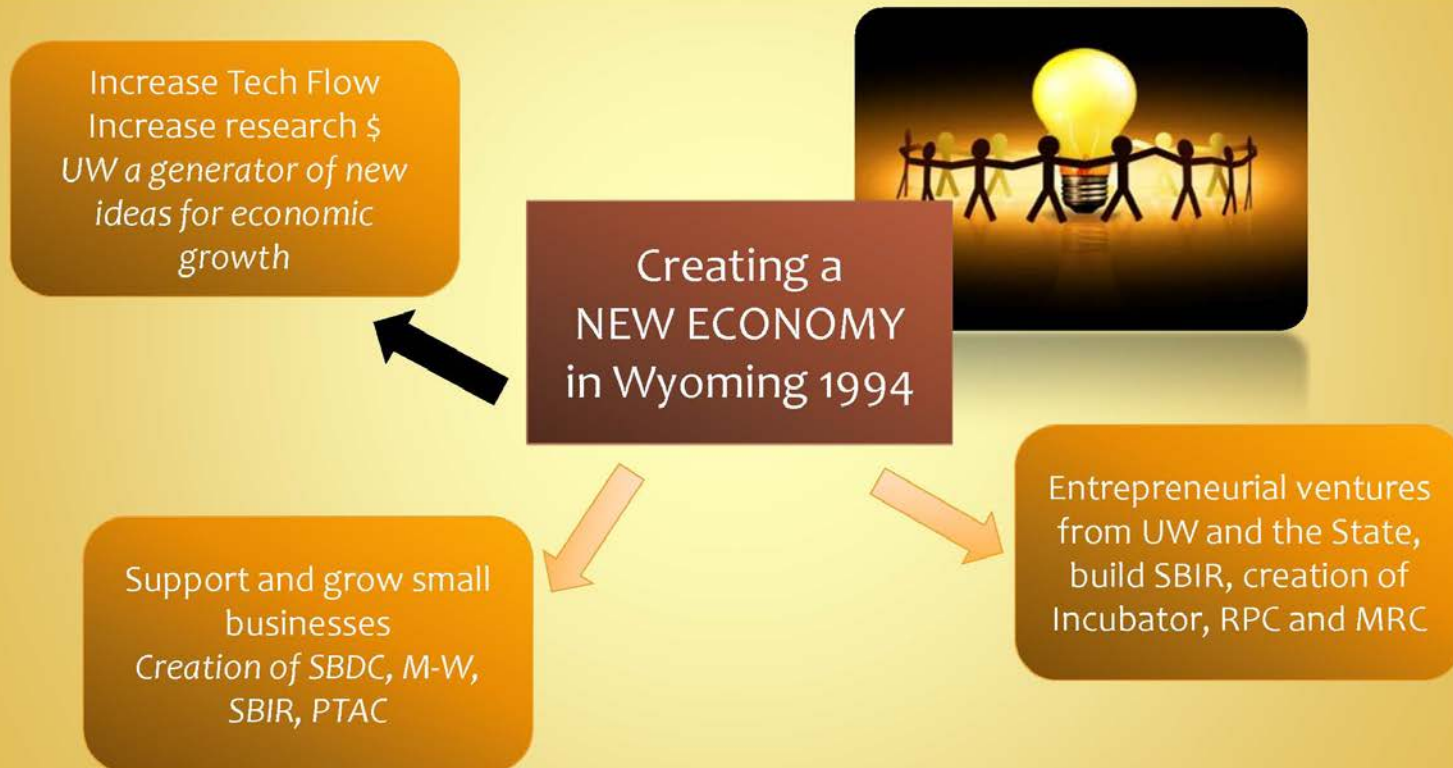 Increase Tech Flow
Increase research $
UW a generator of new
ideas for economic
growth
Creating a
NEW ECONOMY
in Wyoming 1994
Support and grow small
businesses
Creation of SBDC, M-W,
SBIR, PTAC
Entrepreneurial ventures
from UW and the State,
build SBIR, creation of
Incubator, RPC and MRC